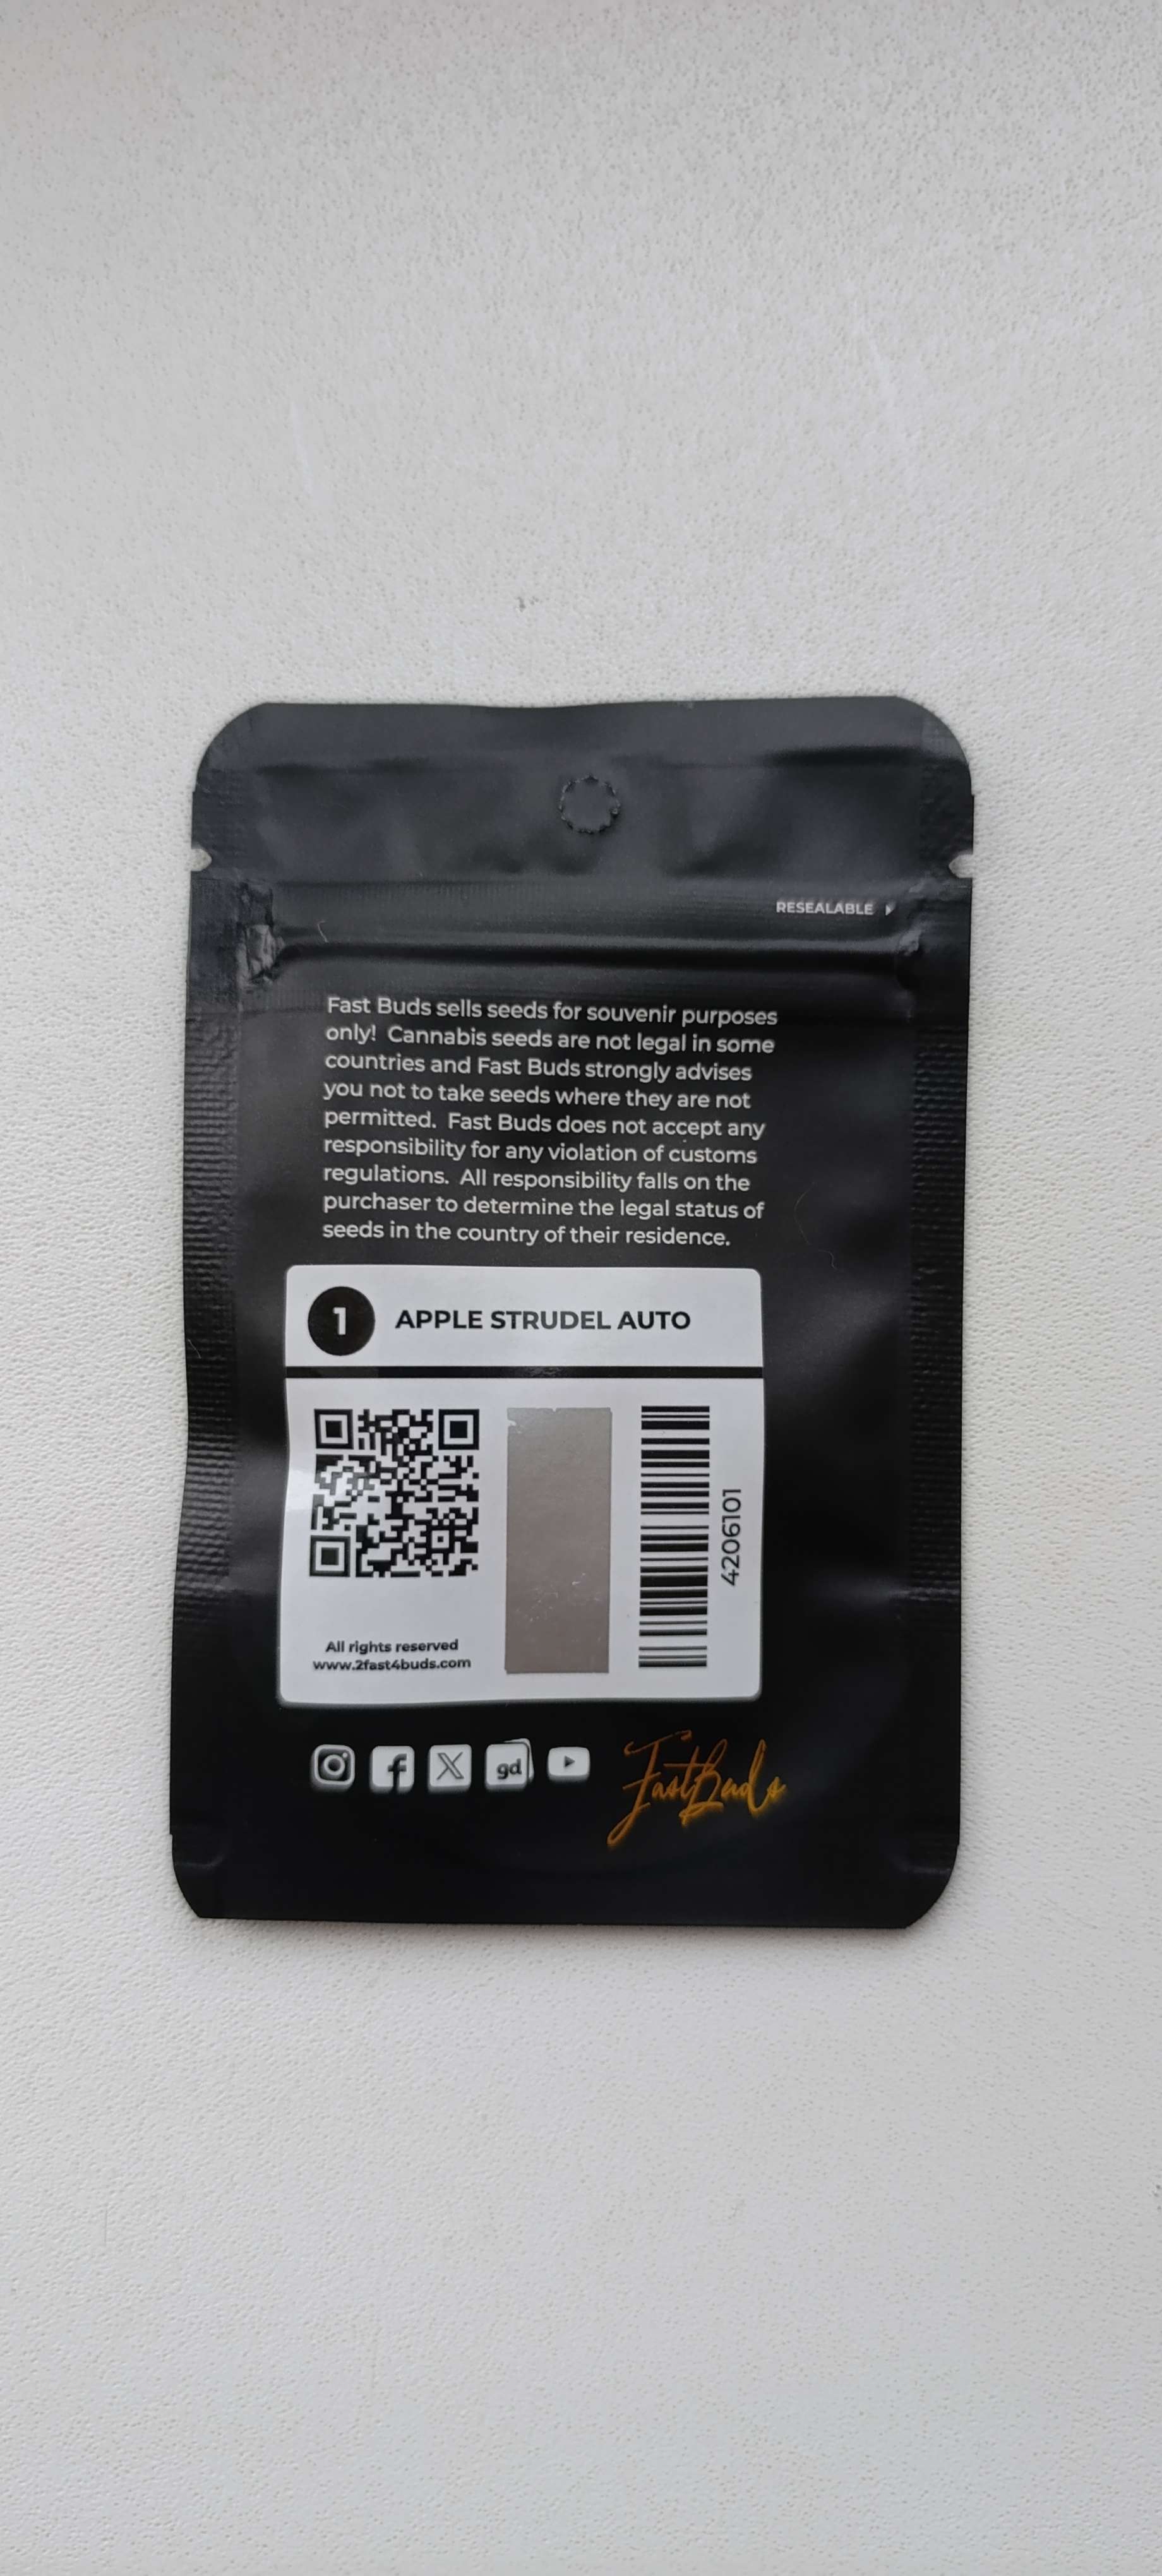 RESEALABLE
Fast Buds sells seeds for souvenir purposes
only! Cannabis seeds are not legal in some
countries and Fast Buds strongly advises
you not to take seeds where they are not
permitted. Fast Buds does not accept any
responsibility for any violation of customs
regulations. All responsibility falls on the
purchaser to determine the legal status of
seeds in the country of their residence.
1 APPLE STRUDEL AUTO
4206101
All rights reserved
www.2fast4buds.com
gd
FastBuds